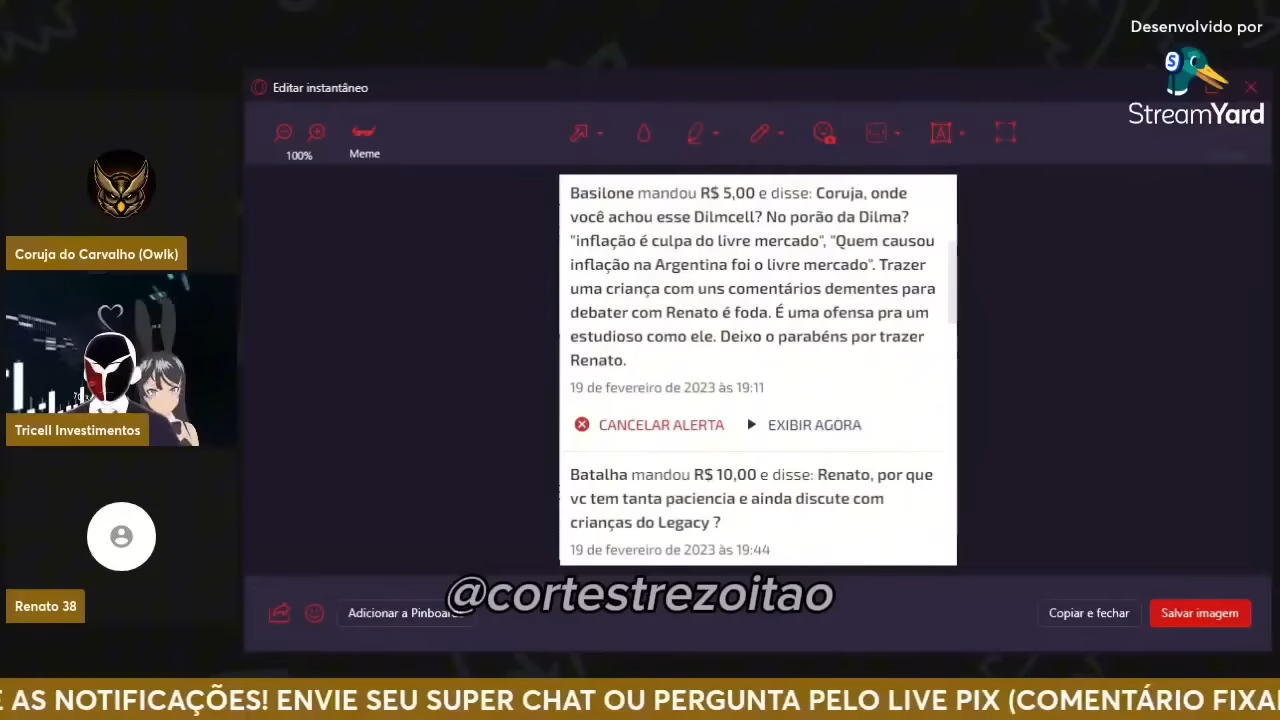 Desenvolvido por
StreamYard
Editar instantâneo
100%
Meme
Coruja do Carvalho (Owlk)
Tricell Investimentos
Renato 38
Basilone mandou R$ 5,00 e disse: Coruja, onde
você achou esse Dilmcell? No porão da Dilma?
"inflação é culpa do livre mercado", "Quem causou
inflação na Argentina foi o livre mercado". Trazer
uma criança com uns comentários dementes para
debater com Renato é foda. É uma ofensa pra um
estudioso como ele. Deixo o parabéns por trazer
Renato.
19 de fevereiro de 2023 às 19:11
CANCELAR ALERTA EXIBIR AGORA
Batalha mandou R$ 10,00 e disse: Renato, por que
vc tem tanta paciencia e ainda discute com
crianças do Legacy ?
19 de fevereiro de 2023 às 19:44
@cortestrezoitao
Adicionar a Pinboards
Copiar e fechar
Salvar imagem
E AS NOTIFICAÇÕES! ENVIE SEU SUPER CHAT OU PERGUNTA PELO LIVE PIX (COMENTÁRIO FIXA